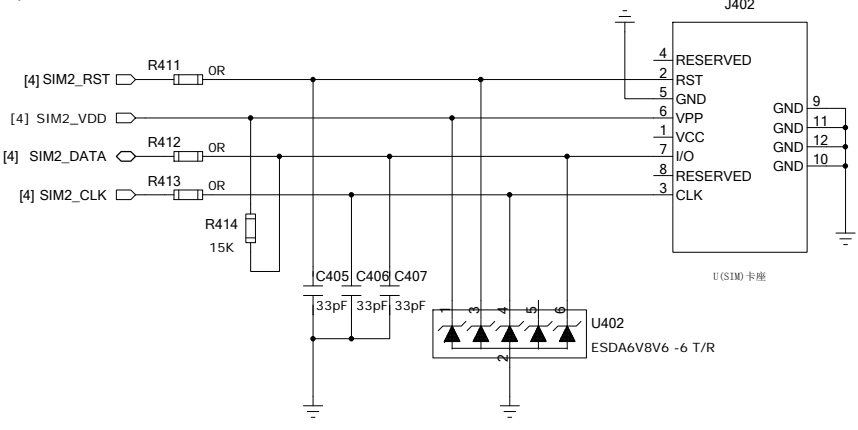 J402
R411
0R
[4] SIM2_RST
[4] SIM2_VDD
R412
0R
[4] SIM2_DATA
R413
0R
[4] SIM2_CLK
R414
15K
C405 C406 C407
33pF 33pF 33pF
4 RESERVED
2 RST
5 GND
6 VPP
1 VCC
7 I/O
8 RESERVED
3 CLK
GND 9
GND 11
GND 12
GND 10
U(SIM)卡座
1 3 4 5 6
2
U402
ESDA6V8V6 -6 T/R